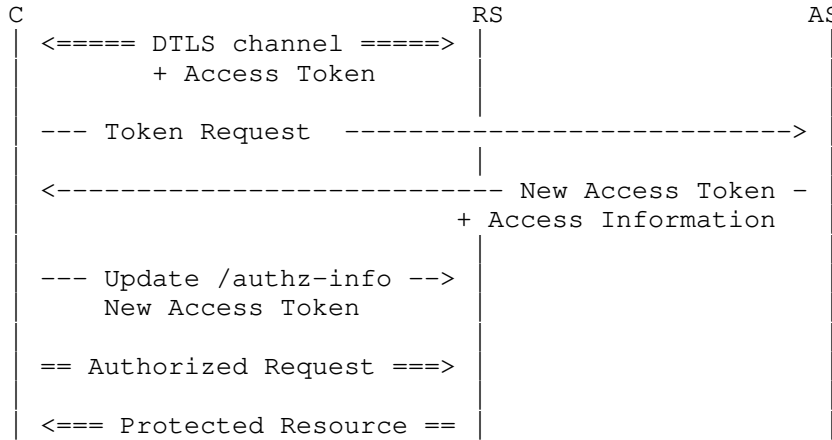 C                            RS                   AS
| <===== DTLS channel =====> |                     |
|        + Access Token      |                     |
|                            |                     |
| --- Token Request  ----------------------------> |
|                            |                     |
| <---------------------------- New Access Token - |
|                           + Access Information   |
|                            |                     |
| --- Update /authz-info --> |                     |
|     New Access Token       |                     |
|                            |                     |
| == Authorized Request ===> |                     |
|                            |                     |
| <=== Protected Resource == |                     |